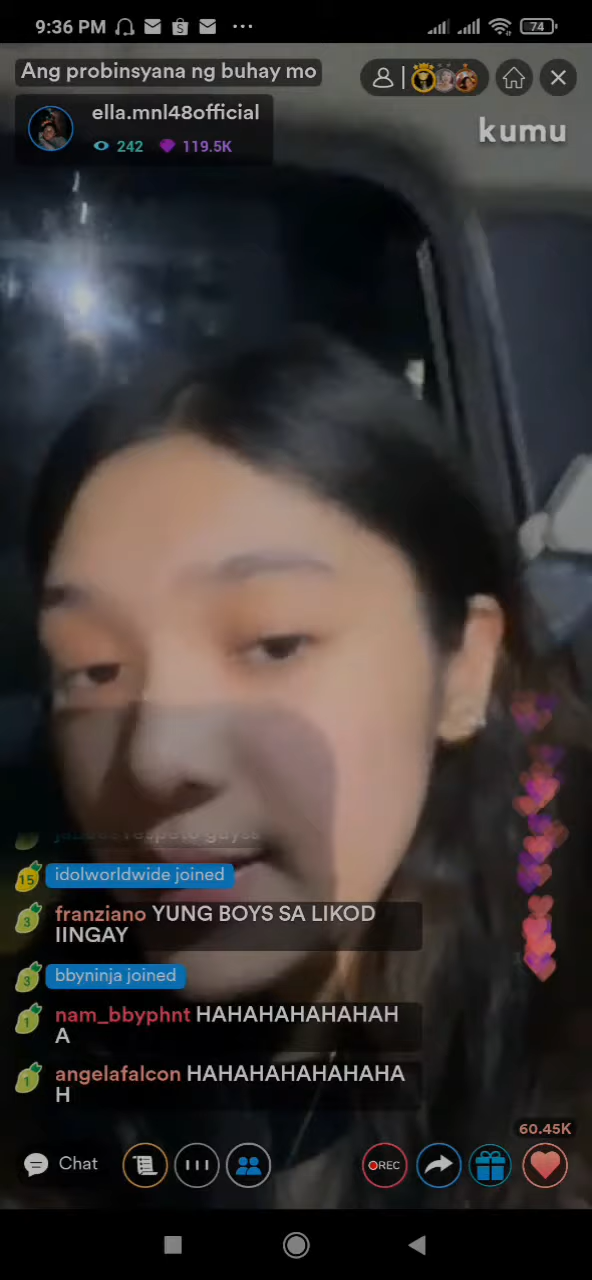 9:36 PM
74
Ang probinsyana ng buhay mo
ella.mnl48official
242
119.5K
kumu
respeto guyss
15
idolworldwide joined
3
franziano YUNG BOYS SA LIKOD
IINGAY
3
bbyninja joined
1
nam_bbyphnt HAHAHAHAHAHAH
A
1
angelafalcon HAHAHAHAHAHAHA
H
60.45K
Chat
REC